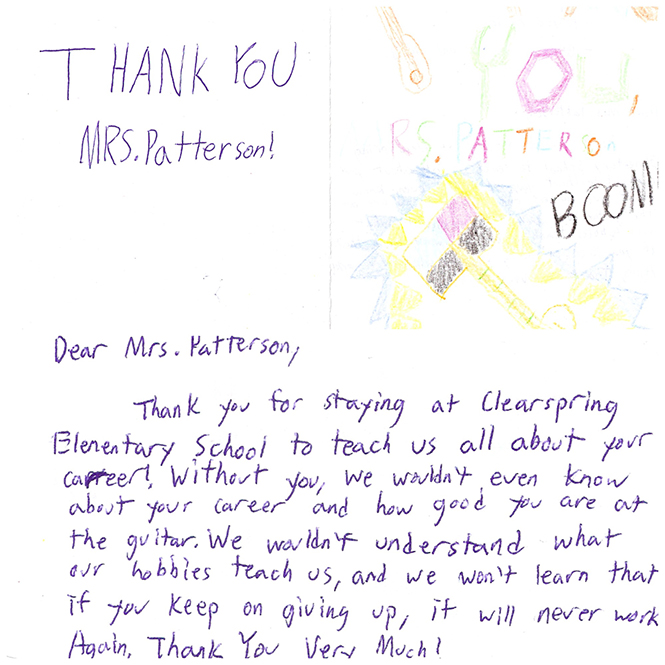 THANK YOU
MRS. Patterson!
YOU,
RS. PATTERSON
BOOM
Dear Mrs. Patterson,
Thank you for staying at Clearspring
Elementary School to teach us all about your
career! Without you, we wouldn't even know
about your career and how good you are at
the guitar. We wouldn't understand what
our hobbies teach us, and we won't learn that
if you keep on giving up, it will never work
Again. Thank You Very Much!